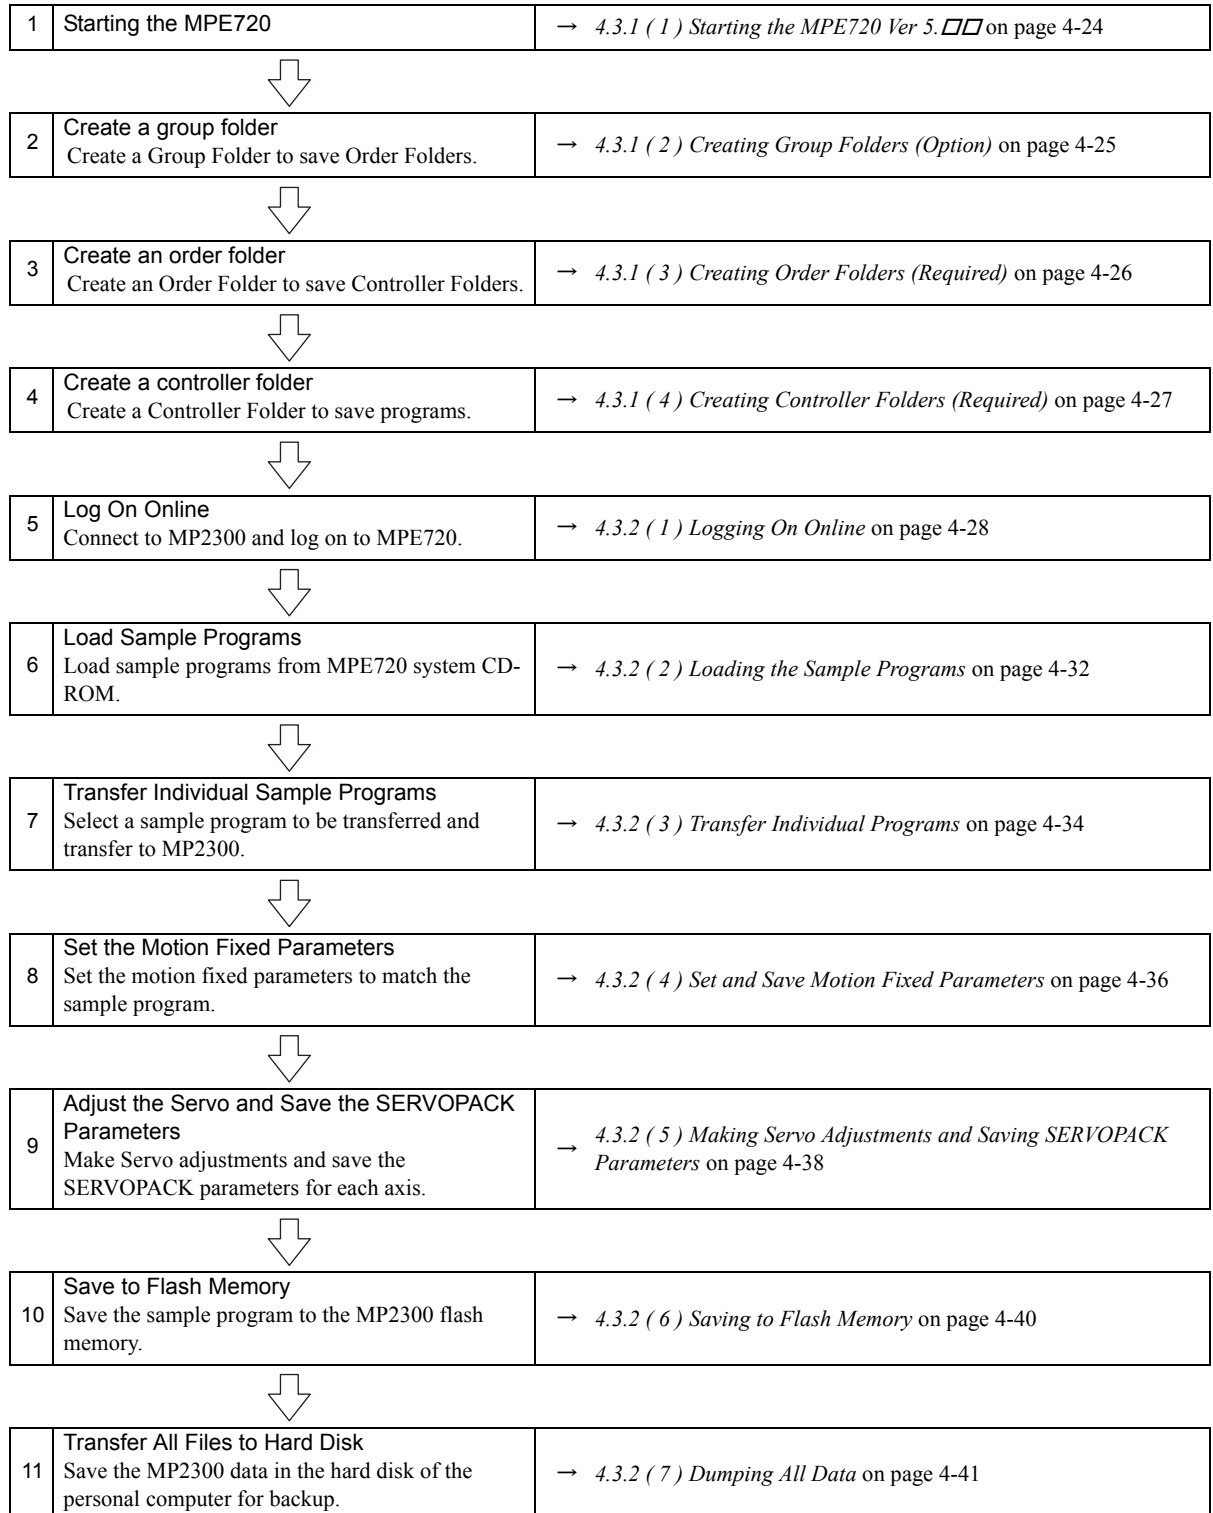 1 Starting the MPE720 → 4.3.1 ( 1 ) Starting the MPE720 Ver 5.□□ on page 4-24
2 Create a group folder
Create a Group Folder to save Order Folders.
→ 4.3.1 ( 2 ) Creating Group Folders (Option) on page 4-25
3 Create an order folder
Create an Order Folder to save Controller Folders.
→ 4.3.1 ( 3 ) Creating Order Folders (Required) on page 4-26
4 Create a controller folder
Create a Controller Folder to save programs.
→ 4.3.1 ( 4 ) Creating Controller Folders (Required) on page 4-27
5 Log On Online
Connect to MP2300 and log on to MPE720.
→ 4.3.2 ( 1 ) Logging On Online on page 4-28
6 Load Sample Programs
Load sample programs from MPE720 system CD-
ROM.
→ 4.3.2 ( 2 ) Loading the Sample Programs on page 4-32
7 Transfer Individual Sample Programs
Select a sample program to be transferred and
transfer to MP2300.
→ 4.3.2 ( 3 ) Transfer Individual Programs on page 4-34
8 Set the Motion Fixed Parameters
Set the motion fixed parameters to match the
sample program.
→ 4.3.2 ( 4 ) Set and Save Motion Fixed Parameters on page 4-36
9 Adjust the Servo and Save the SERVOPACK
Parameters
Make Servo adjustments and save the
SERVOPACK parameters for each axis.
→ 4.3.2 ( 5 ) Making Servo Adjustments and Saving SERVOPACK
Parameters on page 4-38
10 Save to Flash Memory
Save the sample program to the MP2300 flash
memory.
→ 4.3.2 ( 6 ) Saving to Flash Memory on page 4-40
11 Transfer All Files to Hard Disk
Save the MP2300 data in the hard disk of the
personal computer for backup.
→ 4.3.2 ( 7 ) Dumping All Data on page 4-41